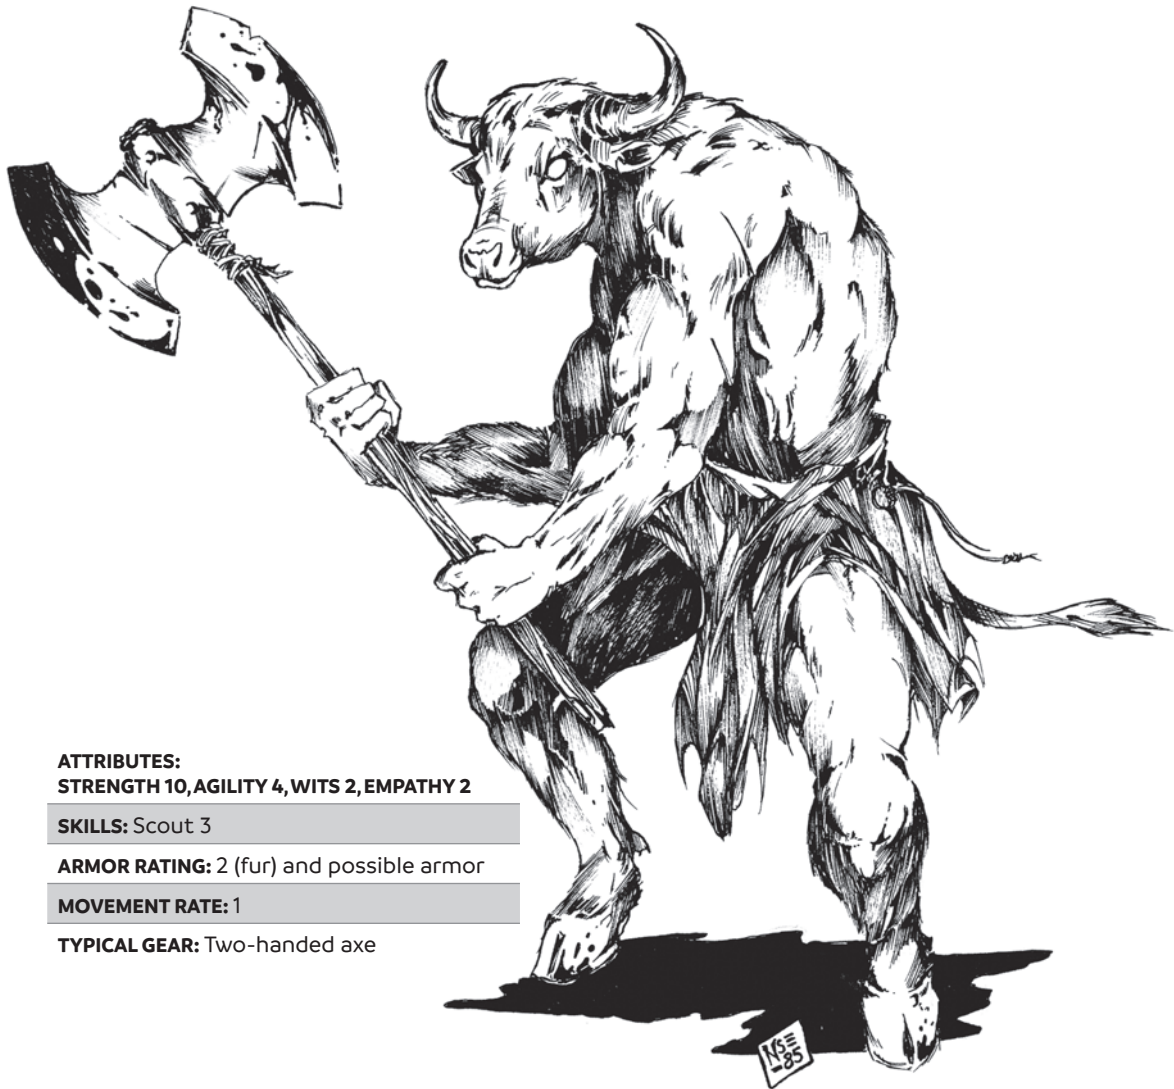 ATTRIBUTES:
STRENGTH 10, AGILITY 4, WITS 2, EMPATHY 2
SKILLS: Scout 3
ARMOR RATING: 2 (fur) and possible armor
MOVEMENT RATE: 1
TYPICAL GEAR: Two-handed axe
-85